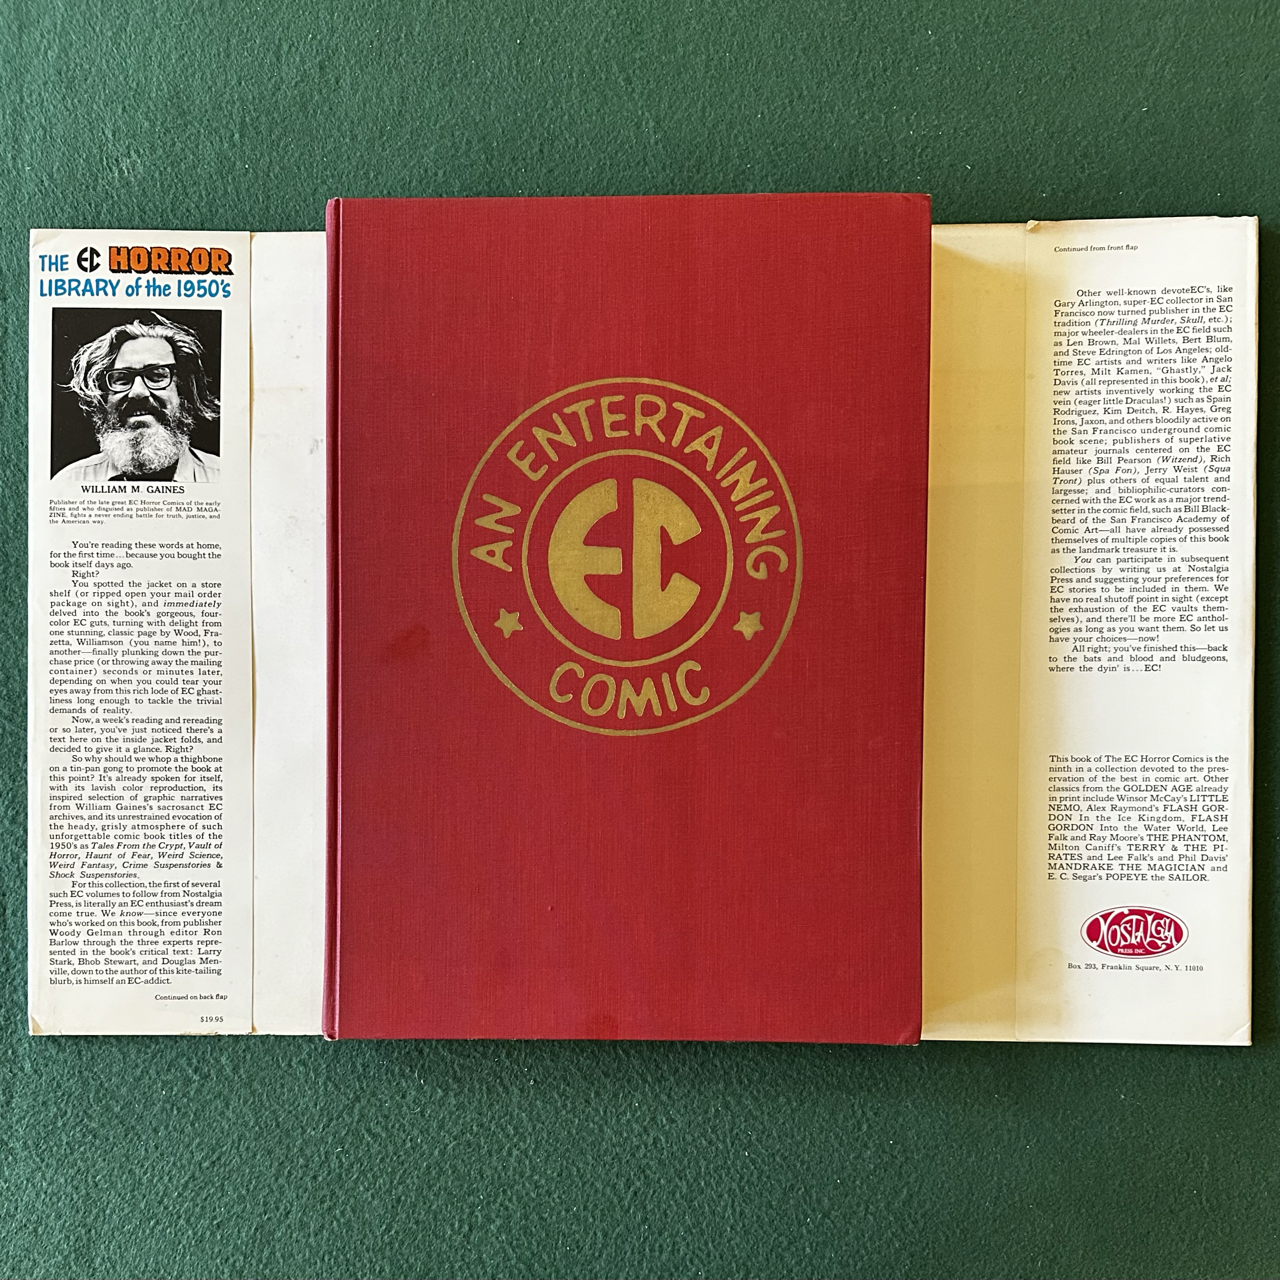 THE EC HORROR
LIBRARY of the 1950's
WILLIAM M. GAINES
Publisher of the late great EC Horror Comics of the early
fifties and who disguised as publisher of MAD MAGA-
ZINE, fights a never ending battle for truth, justice, and
the American way.
You're reading these words at home,
for the first time...because you bought the
book itself days ago.
Right?
You spotted the jacket on a store
shelf (or ripped open your mail order
package on sight), and immediately
delved into the book's gorgeous, four-
color EC guts, turning with delight from
one stunning, classic page by Wood, Fra-
zetta, Williamson (you name him!), to
another—finally plunking down the pur-
chase price (or throwing away the mailing
container) seconds or minutes later,
depending on when you could tear your
eyes away from this rich lode of EC ghast-
liness long enough to tackle the trivial
demands of reality.
Now, a week's reading and rereading
or so later, you've just noticed there's a
text here on the inside jacket folds, and
decided to give it a glance. Right?
So why should we whop a thighbone
on a tin-pan gong to promote the book at
this point? It's already spoken for itself,
with its lavish color reproduction, its
inspired selection of graphic narratives
from William Gaines's sacrosanct EC
archives, and its unrestrained evocation of
the heady, grisly atmosphere of such
unforgettable comic book titles of the
1950's as Tales From the Crypt, Vault of
Horror, Haunt of Fear, Weird Science,
Weird Fantasy, Crime Suspenstories &
Shock Suspenstories.
For this collection, the first of several
such EC volumes to follow from Nostalgia
Press, is literally an EC enthusiast's dream
come true. We know—since everyone
who's worked on this book, from publisher
Woody Gelman through editor Ron
Barlow through the three experts repre-
sented in the book's critical text: Larry
Stark, Bhob Stewart, and Douglas Men-
ville, down to the author of this kite-tailing
blurb, is himself an EC-addict.
Continued on back flap
$19.95
AN ENTERTAINING
EC
COMIC
Continued from front flap
Other well-known devoteEC's, like
Gary Arlington, super-EC collector in San
Francisco now turned publisher in the EC
tradition (Thrilling Murder, Skull, etc.);
major wheeler-dealers in the EC field such
as Len Brown, Mal Willets, Bert Blum,
and Steve Edrington of Los Angeles; old-
time EC artists and writers like Angelo
Torres, Milt Kamen, "Ghastly," Jack
Davis (all represented in this book), et al;
new artists inventively working the EC
vein (eager little Draculas!) such as Spain
Rodriguez, Kim Deitch, R. Hayes, Greg
Irons, Jaxon, and others bloodily active on
the San Francisco underground comic
book scene; publishers of superlative
amateur journals centered on the EC
field like Bill Pearson (Witzend), Rich
Hauser (Spa Fon), Jerry Weist (Squa
Tront) plus others of equal talent and
largesse; and bibliophilic-curators con-
cerned with the EC work as a major trend-
setter in the comic field, such as Bill Black-
beard of the San Francisco Academy of
Comic Art—all have already possessed
themselves of multiple copies of this book
as the landmark treasure it is.
You can participate in subsequent
collections by writing us at Nostalgia
Press and suggesting your preferences for
EC stories to be included in them. We
have no real shutoff point in sight (except
the exhaustion of the EC vaults them-
selves), and there'll be more EC anthol-
ogies as long as you want them. So let us
have your choices—now!
All right; you've finished this—back
to the bats and blood and bludgeons,
where the dyin' is...EC!
This book of The EC Horror Comics is the
ninth in a collection devoted to the pres-
ervation of the best in comic art. Other
classics from the GOLDEN AGE already
in print include Winsor McCay's LITTLE
NEMO, Alex Raymond's FLASH GOR-
DON In the Ice Kingdom, FLASH
GORDON Into the Water World, Lee
Falk and Ray Moore's THE PHANTOM,
Milton Caniff's TERRY & THE PI-
RATES and Lee Falk's and Phil Davis'
MANDRAKE THE MAGICIAN and
E. C. Segar's POPEYE the SAILOR.
NOSTALGIA
PRESS INC.
Box 293, Franklin Square, N. Y. 11010